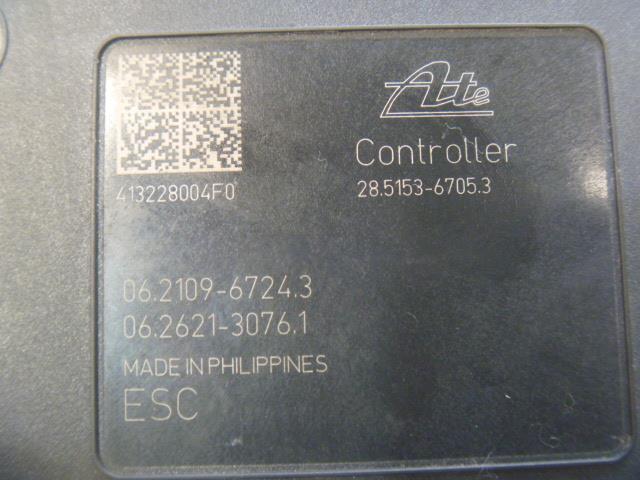 Ate
Controller
413228004F0
28.5153-6705.3
06.2109-6724.3
06.2621-3076.1
MADE IN PHILIPPINES
ESC